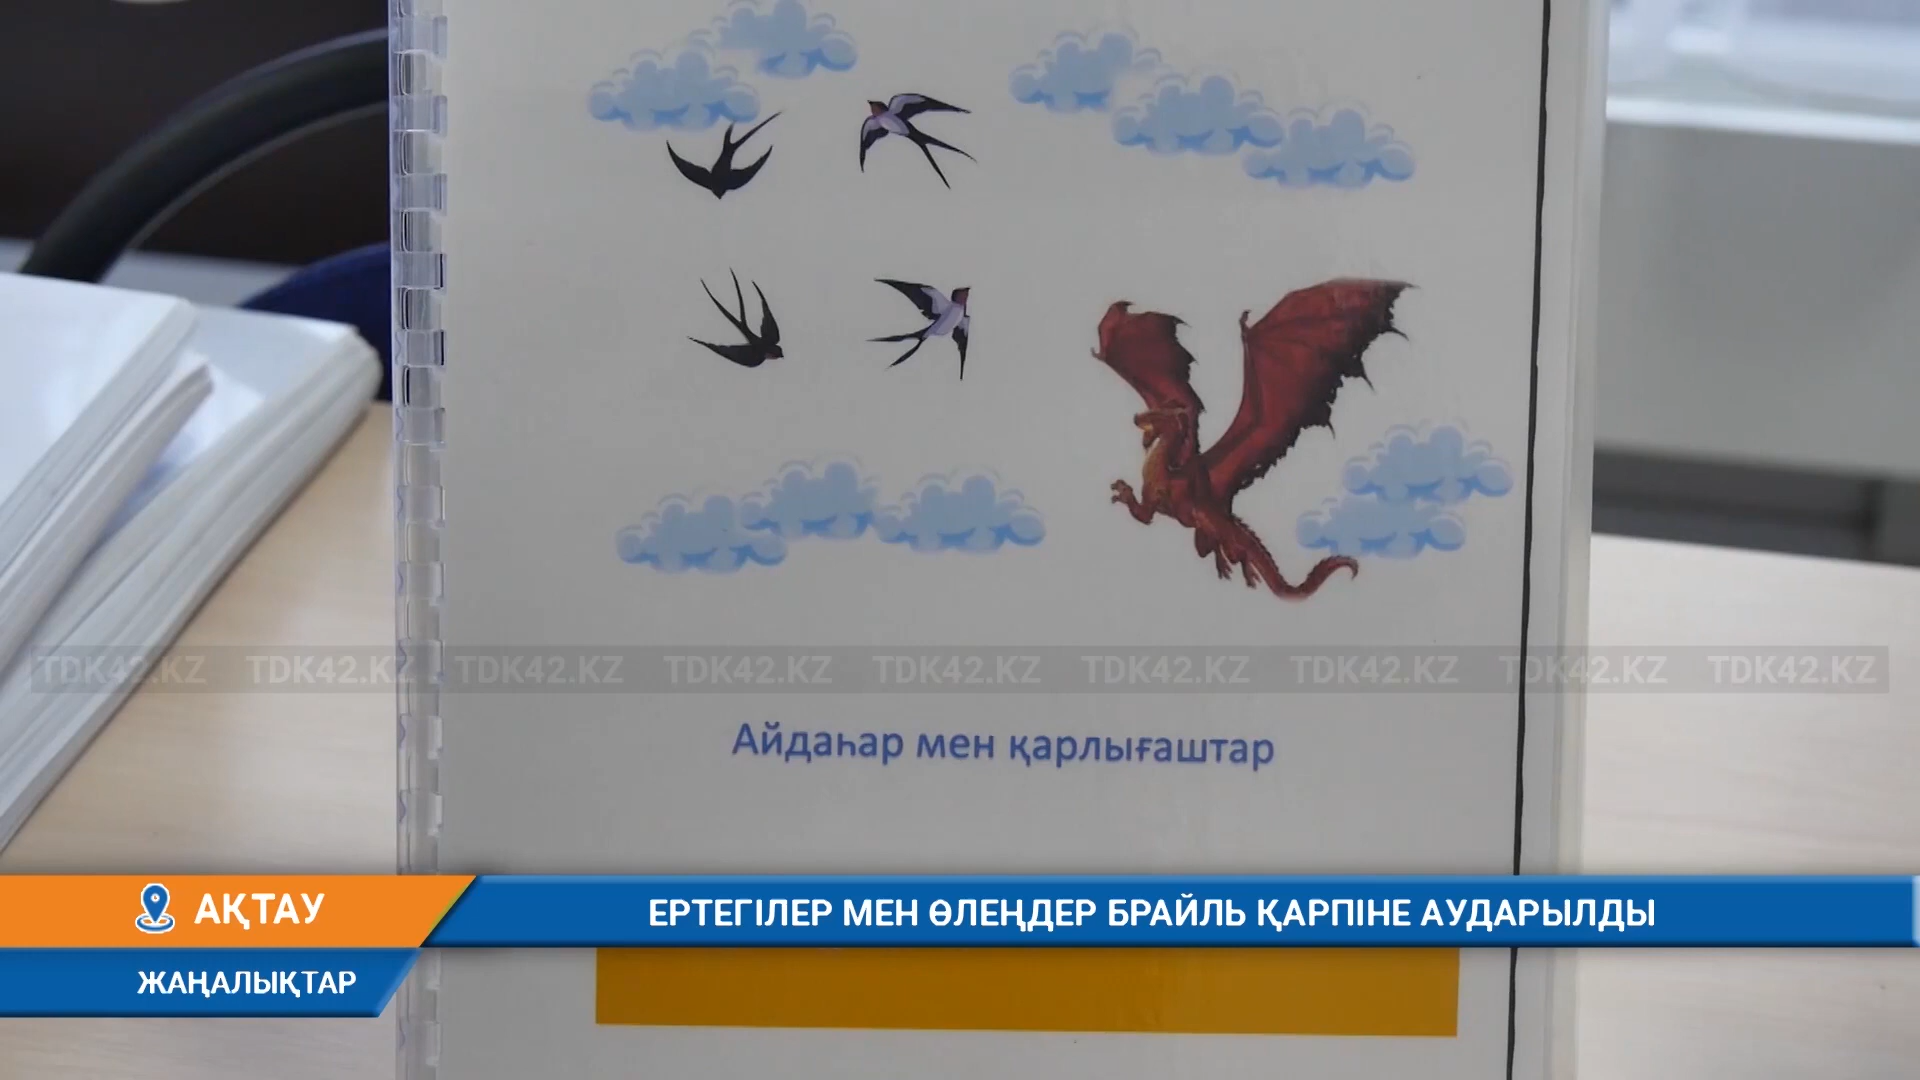 TDK42.KZ TDK42.KZ TDK42.KZ TDK42.KZ TDK42.KZ TDK42.KZ TDK42.KZ TDK42.KZ TDK42.KZ
Айдаһар мен қарлығаштар
АҚТАУ
ЕРТЕГІЛЕР МЕН ӨЛЕҢДЕР БРАЙЛЬ ҚАРПІНЕ АУДАРЫЛДЫ
ЖАҢАЛЫҚТАР